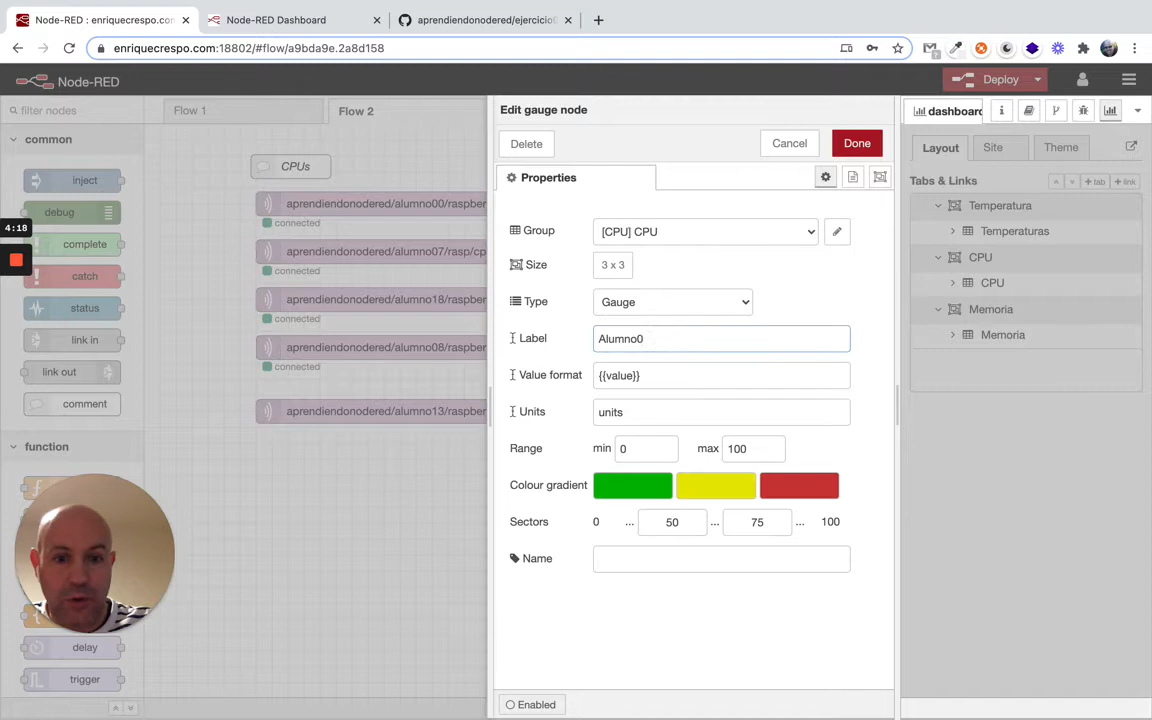 Node-RED : enriquecrespo.co
Node-RED Dashboard
aprendiendonodered/ejercicio
enriquecrespo.com:18802/#flow/a9bda9e.2a8d158
Node-RED
Deploy
filter nodes
Flow 1
Flow 2
Edit gauge node
dashboard
common
CPUs
Delete
Cancel
Done
Layout
Site
Theme
inject
Properties
Tabs & Links
tab
link
debug
aprendiendonodered/alumno00/raspber
Temperatura
4:18
connected
Group
[CPU] CPU
Temperaturas
complete
aprendiendonodered/alumno07/rasp/cp
CPU
connected
Size
3 x 3
catch
CPU
status
aprendiendonodered/alumno18/raspber
Type
Gauge
Memoria
connected
link in
Label
Alumno0
Memoria
aprendiendonodered/alumno08/raspber
link out
connected
Value format
{{value}}
comment
aprendiendonodered/alumno13/raspber
Units
units
function
Range
min
0
max
100
Colour gradient
Sectors
0
...
50
...
75
...
100
Name
delay
trigger
Enabled